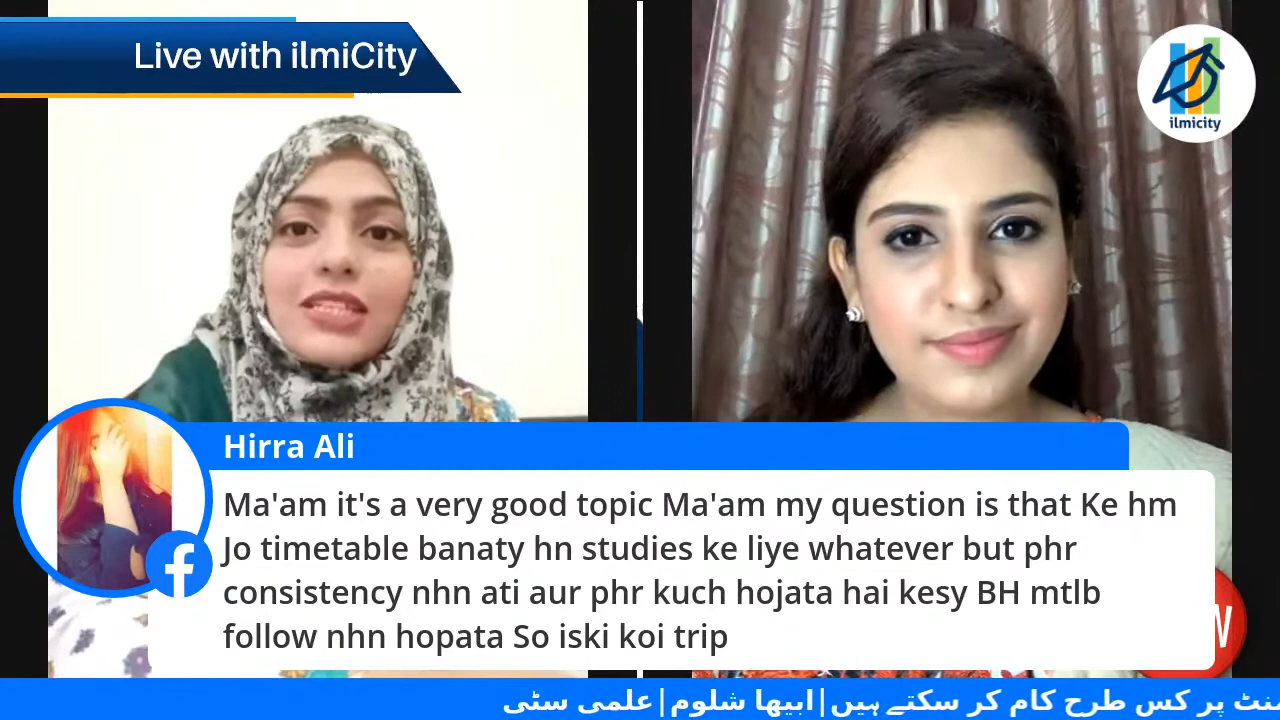 Live with ilmiCity
ilmicity
Hirra Ali
Ma'am it's a very good topic Ma'am my question is that Ke hm
Jo timetable banaty hn studies ke liye whatever but phr
consistency nhn ati aur phr kuch hojata hai kesy BH mtlb
follow nhn hopata So iski koi trip
پر کس طرح کام کر سکتے ہیں|ابیھا شلوم|علمی سٹی